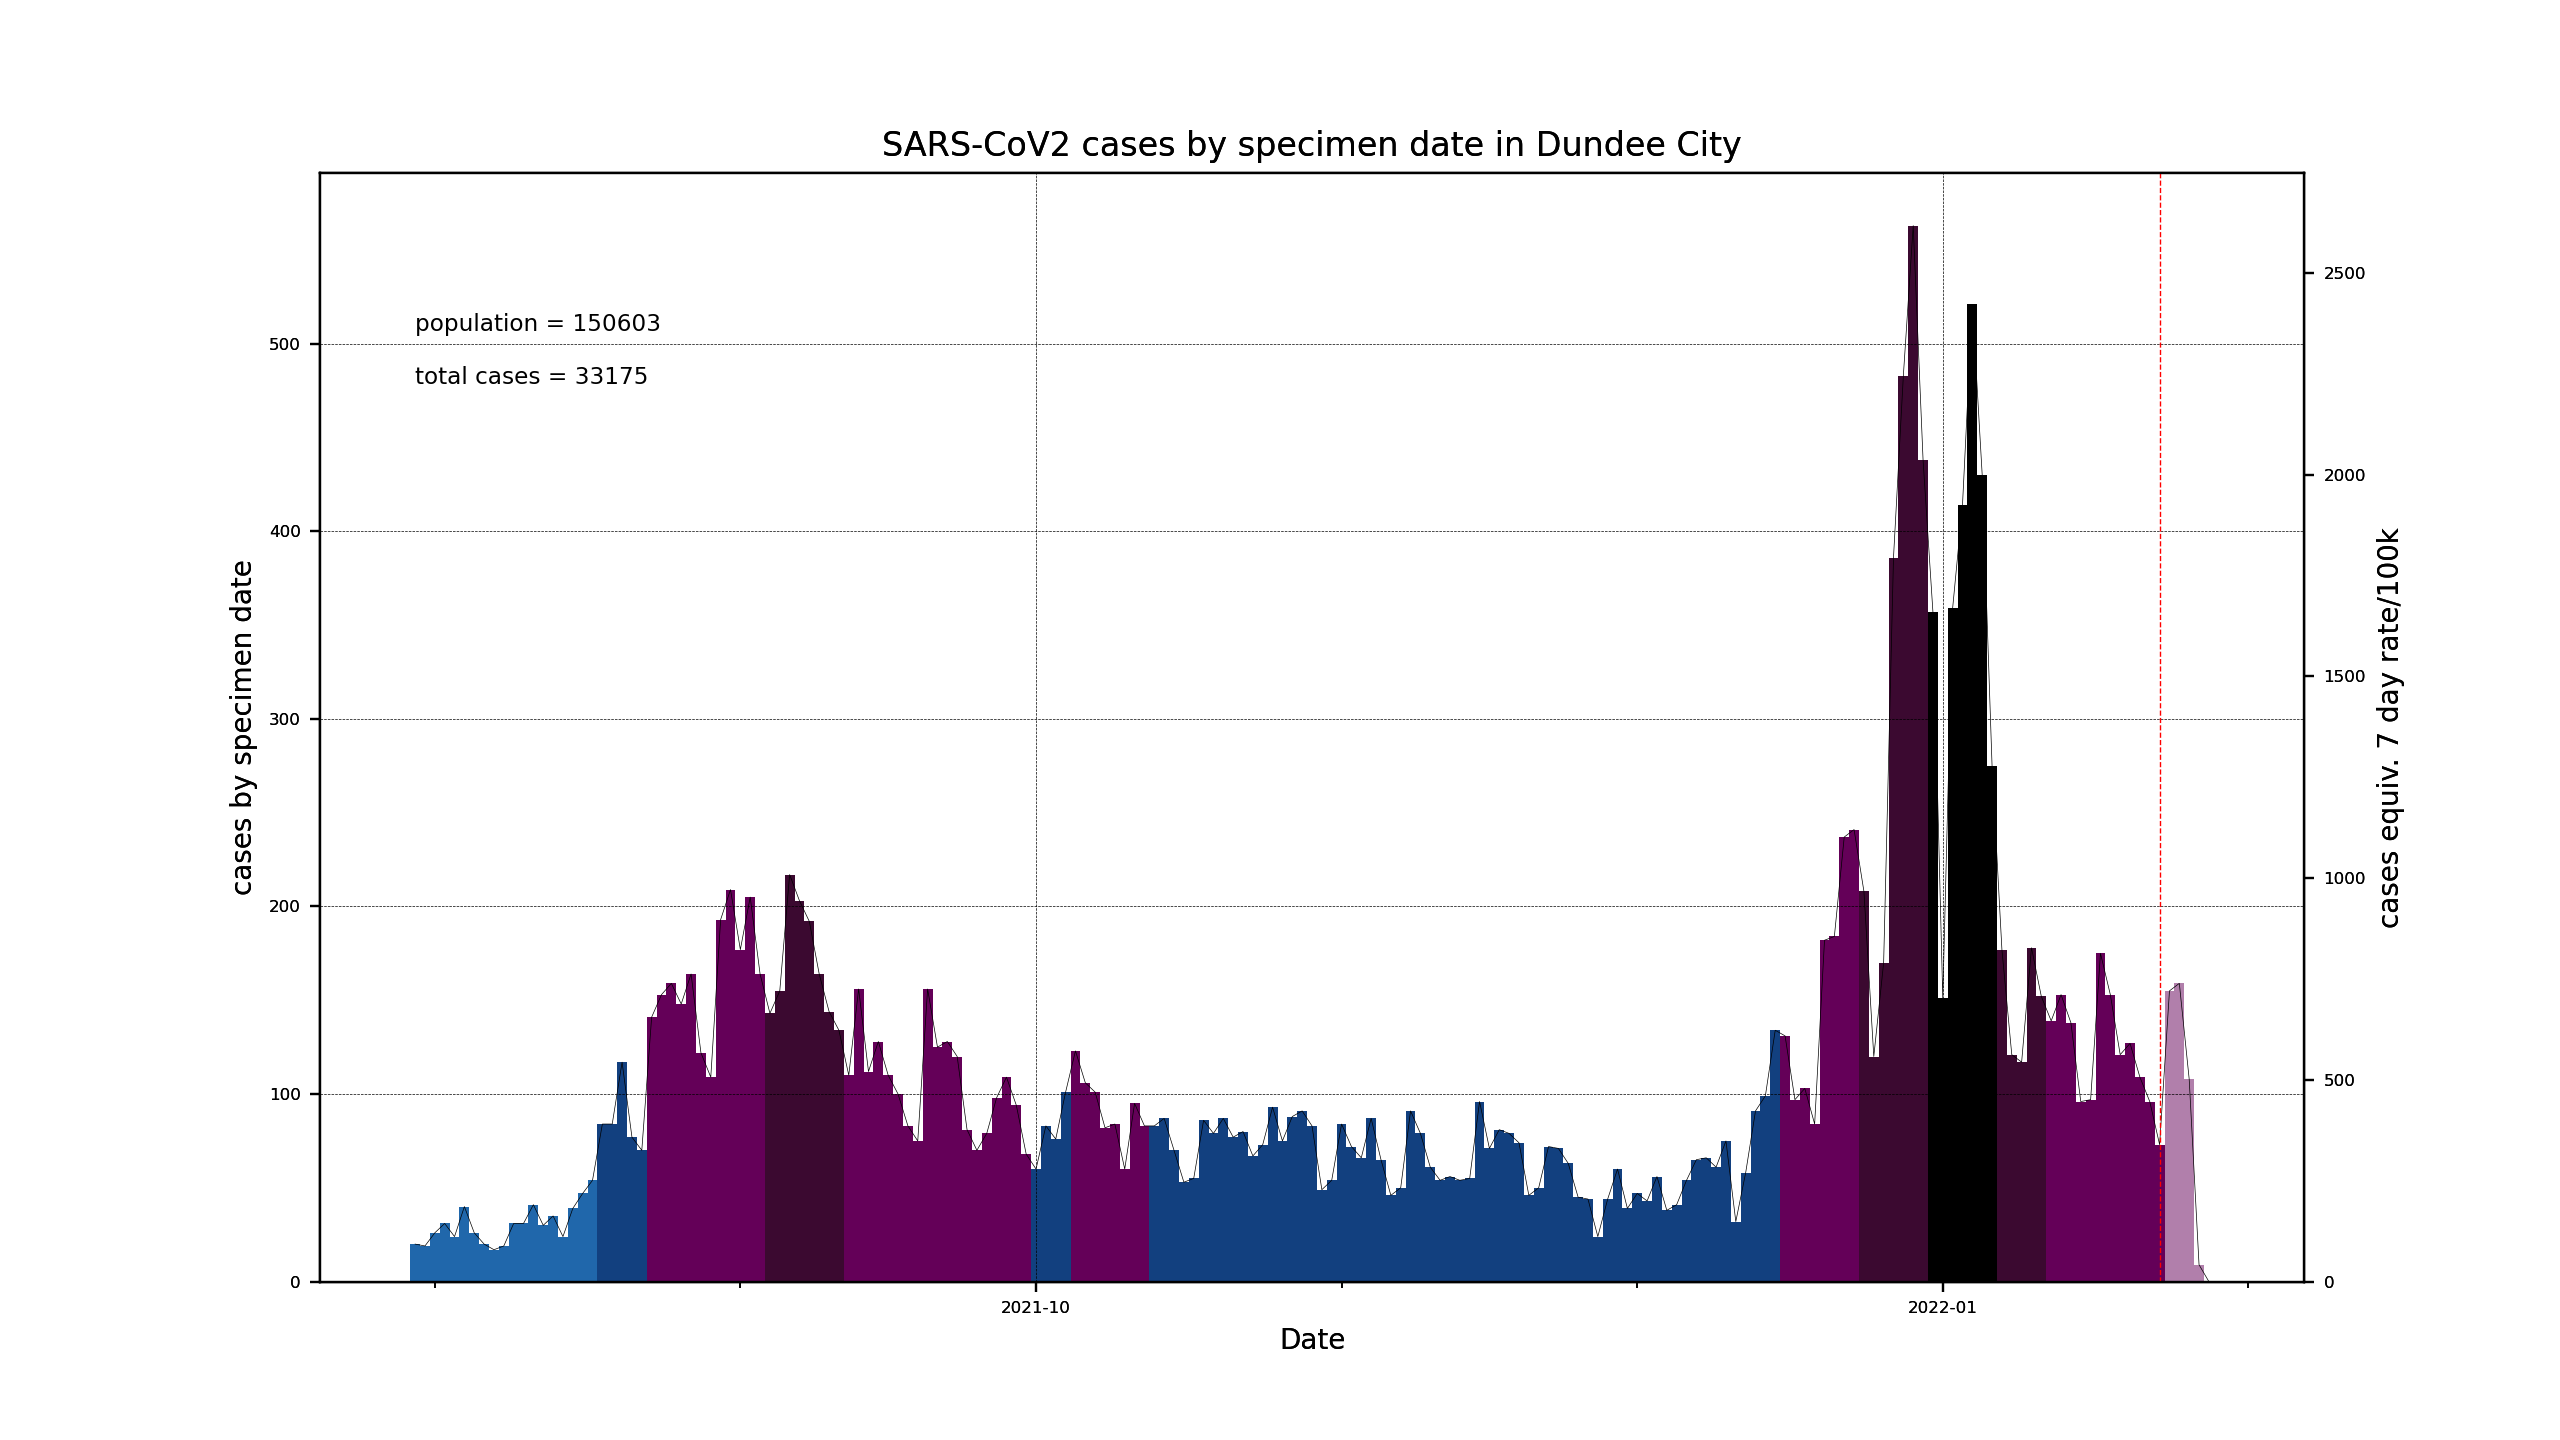 SARS-CoV2 cases by specimen date in Dundee City
population = 150603
total cases = 33175
cases by specimen date
500
400
300
200
100
0
2500
2000
1500
1000
500
0
cases equiv. 7 day rate/100k
2021-10
2022-01
Date